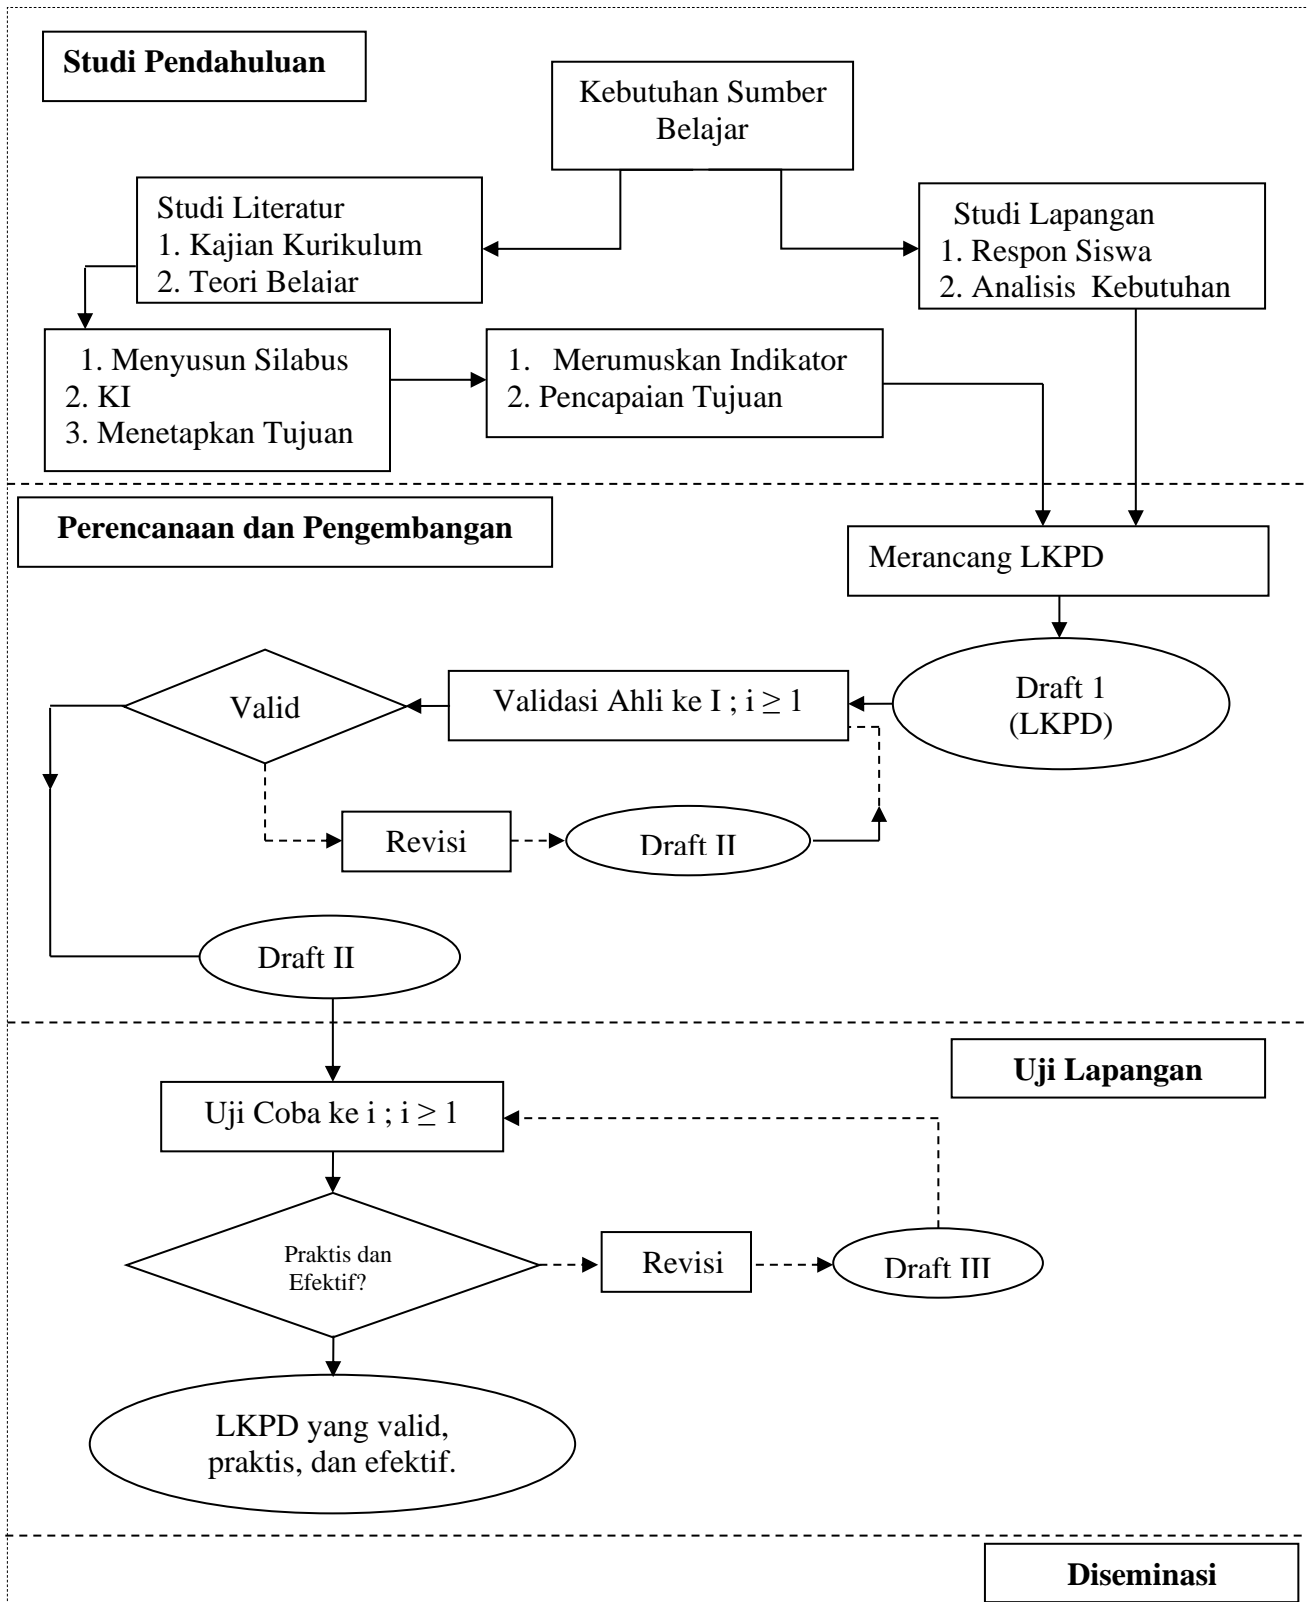 Studi Pendahuluan
Kebutuhan Sumber
Belajar
Studi Literatur
1. Kajian Kurikulum
2. Teori Belajar
Studi Lapangan
1. Respon Siswa
2. Analisis Kebutuhan
1. Menyusun Silabus
2. KI
3. Menetapkan Tujuan
1. Merumuskan Indikator
2. Pencapaian Tujuan
Perencanaan dan Pengembangan
Merancang LKPD
Draft 1
(LKPD)
Validasi Ahli ke I ; i ≥ 1
Valid
Revisi
Draft II
Draft II
Uji Lapangan
Uji Coba ke i ; i ≥ 1
Praktis dan
Efektif?
Revisi
Draft III
LKPD yang valid,
praktis, dan efektif.
Diseminasi